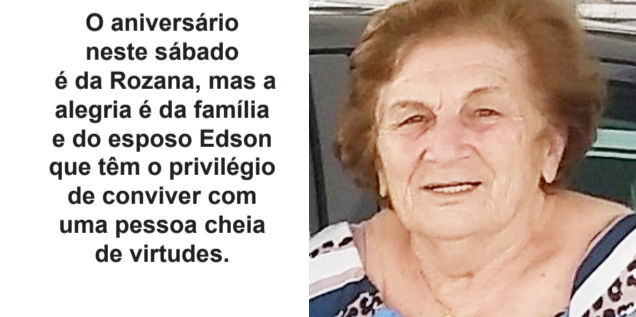 O aniversário
neste sábado
é da Rozana, mas a
alegria é da família
e do esposo Edson
que têm o privilégio
de conviver com
uma pessoa cheia
de virtudes.